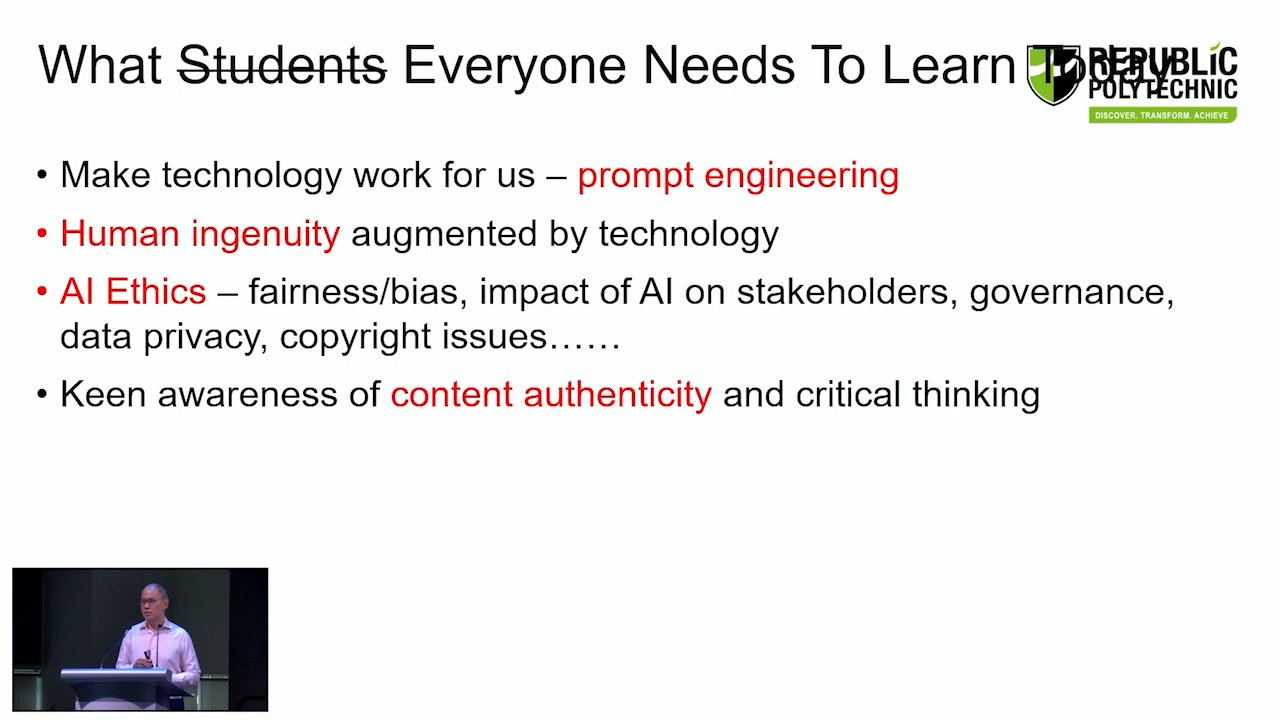 What Students Everyone Needs To Learn Today
REPUBLIC
POLYTECHNIC
DISCOVER. TRANSFORM. ACHIEVE
• Make technology work for us – prompt engineering
• Human ingenuity augmented by technology
• AI Ethics – fairness/bias, impact of AI on stakeholders, governance,
data privacy, copyright issues……
• Keen awareness of content authenticity and critical thinking